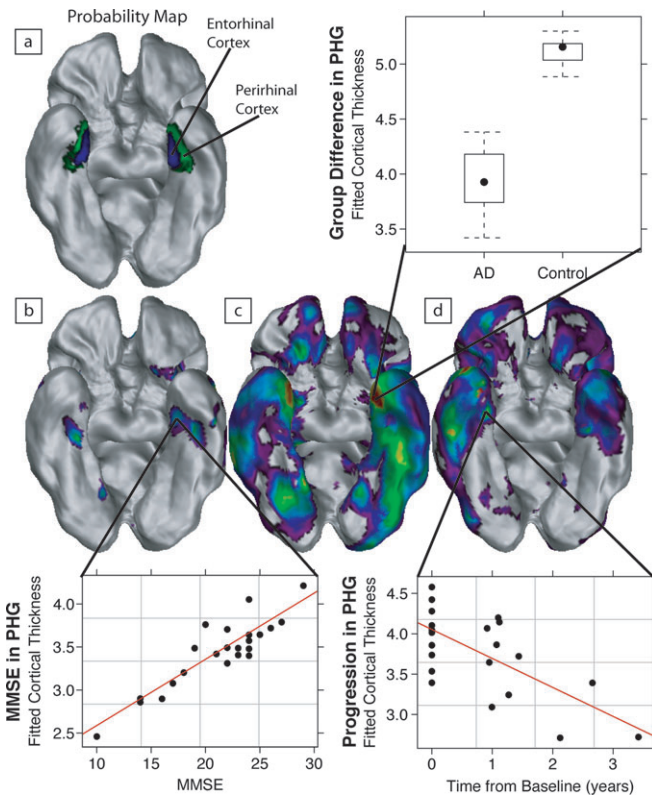 Probability Map
a
Entorhinal
Cortex
Perirhinal
Cortex
Group Difference in PHG
Fitted Cortical Thickness
5.0
4.5
4.0
3.5
AD
Control
b
c
d
MMSE in PHG
Fitted Cortical Thickness
4.0
3.5
3.0
2.5
10
15
20
25
30
MMSE
Progression in PHG
Fitted Cortical Thickness
4.5
4.0
3.5
3.0
0
1
2
3
Time from Baseline (years)